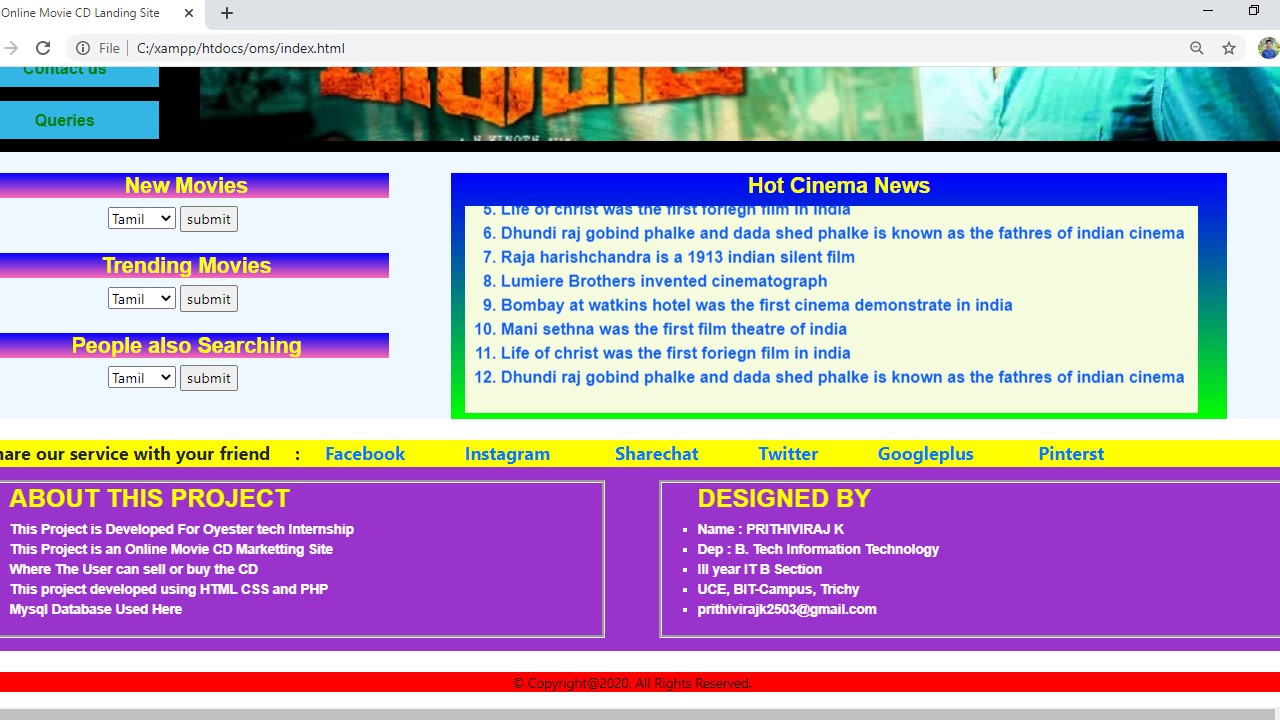 Online Movie CD Landing Site
File
C:/xampp/htdocs/oms/index.html
Contact us
Queries
New Movies
Tamil submit
Trending Movies
Tamil submit
People also Searching
Tamil submit
Hot Cinema News
5. Life of christ was the first foriegn film in india
6. Dhundi raj gobind phalke and dada shed phalke is known as the fathres of indian cinema
7. Raja harishchandra is a 1913 indian silent film
8. Lumiere Brothers invented cinematograph
9. Bombay at watkins hotel was the first cinema demonstrate in india
10. Mani sethna was the first film theatre of india
11. Life of christ was the first foriegn film in india
12. Dhundi raj gobind phalke and dada shed phalke is known as the fathres of indian cinema
hare our service with your friend : Facebook Instagram Sharechat Twitter Googleplus Pinterst
ABOUT THIS PROJECT
This Project is Developed For Oyester tech Internship
This Project is an Online Movie CD Marketting Site
Where The User can sell or buy the CD
This project developed using HTML CSS and PHP
Mysql Database Used Here
DESIGNED BY
Name : PRITHIVIRAJ K
Dep : B. Tech Information Technology
III year IT B Section
UCE, BIT-Campus, Trichy
prithivirajk2503@gmail.com
© Copyright@2020. All Rights Reserved.